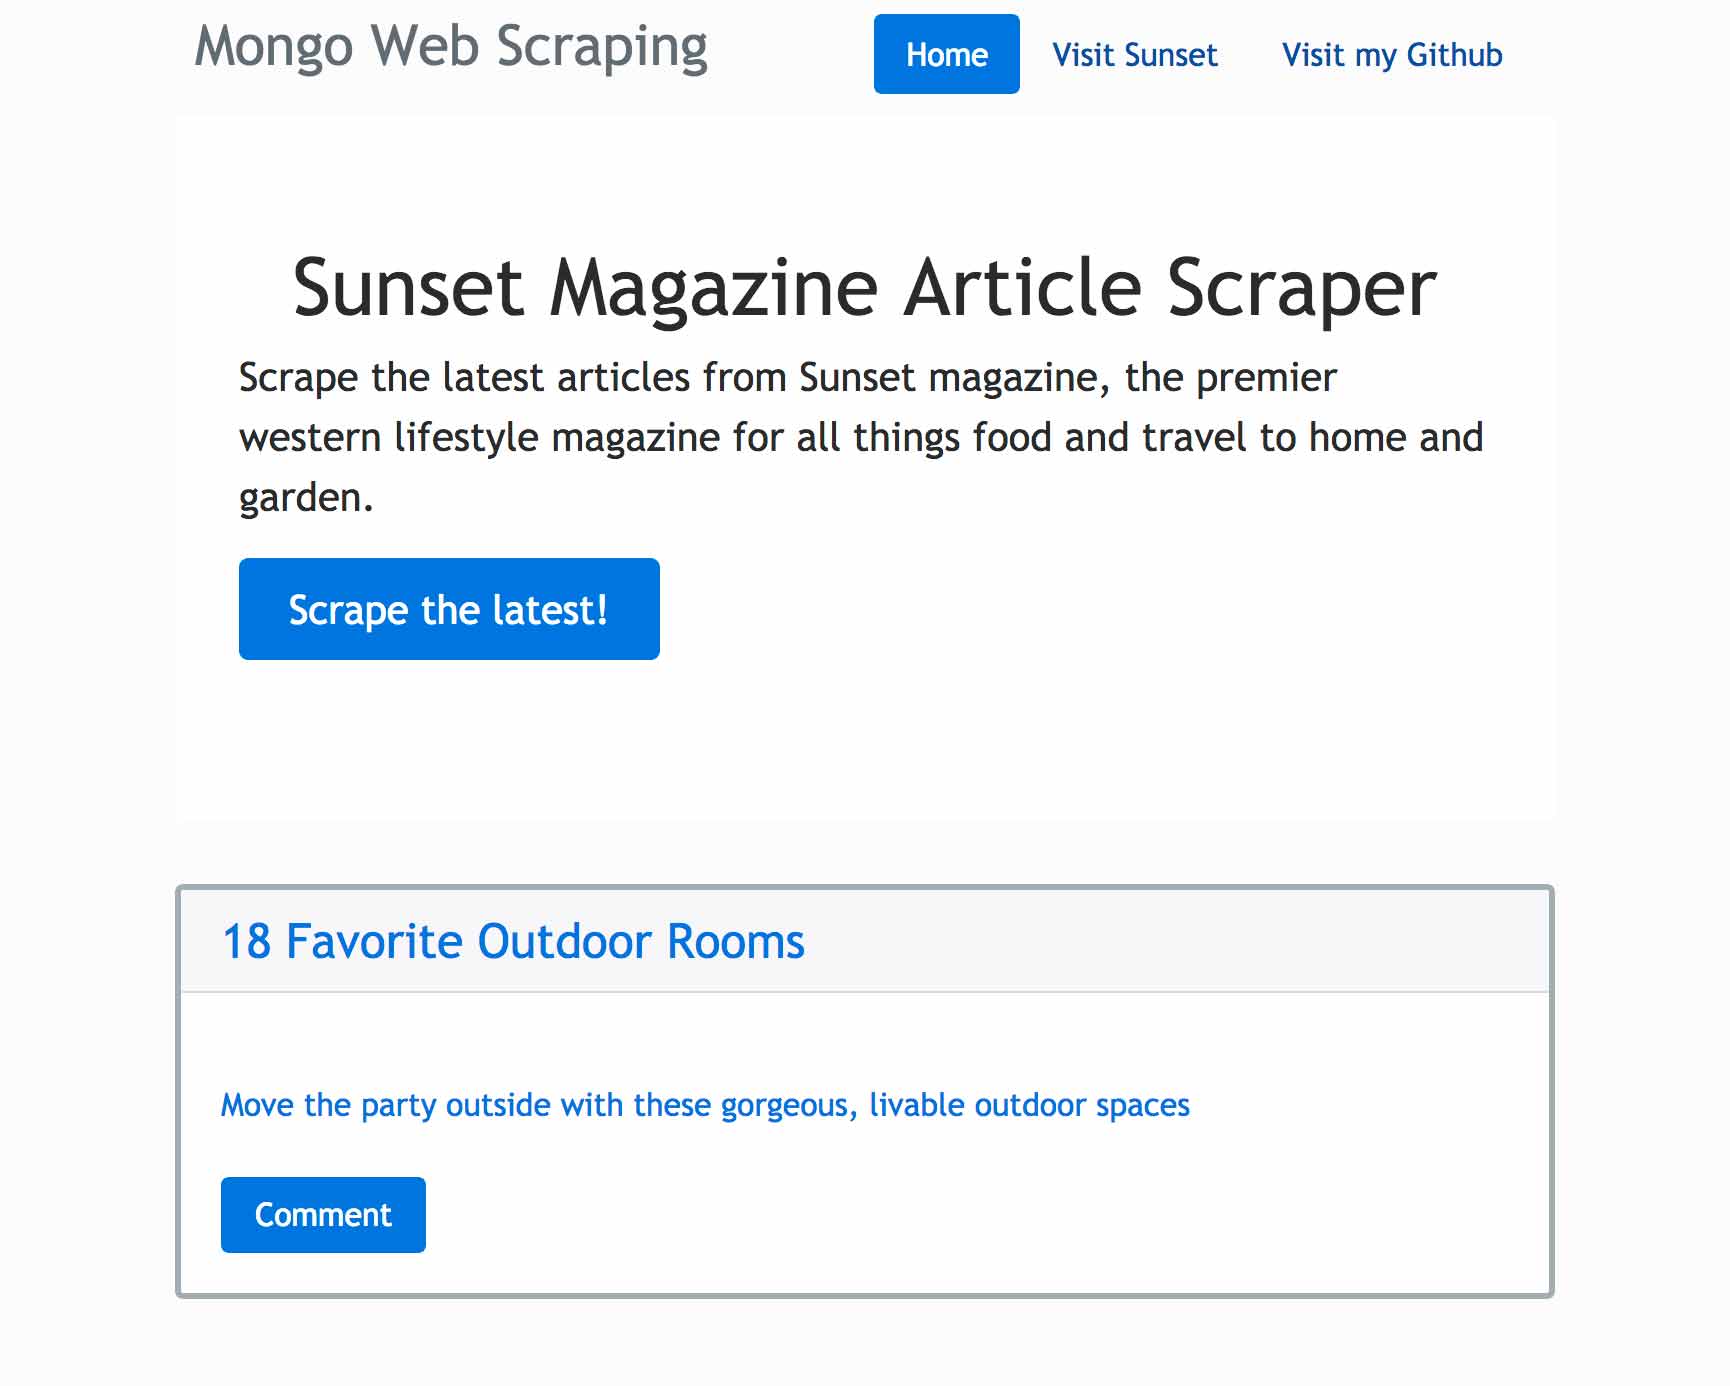 Mongo Web Scraping
Home
Visit Sunset
Visit my Github
Sunset Magazine Article Scraper
Scrape the latest articles from Sunset magazine, the premier
western lifestyle magazine for all things food and travel to home and
garden.
Scrape the latest!
18 Favorite Outdoor Rooms
Move the party outside with these gorgeous, livable outdoor spaces
Comment